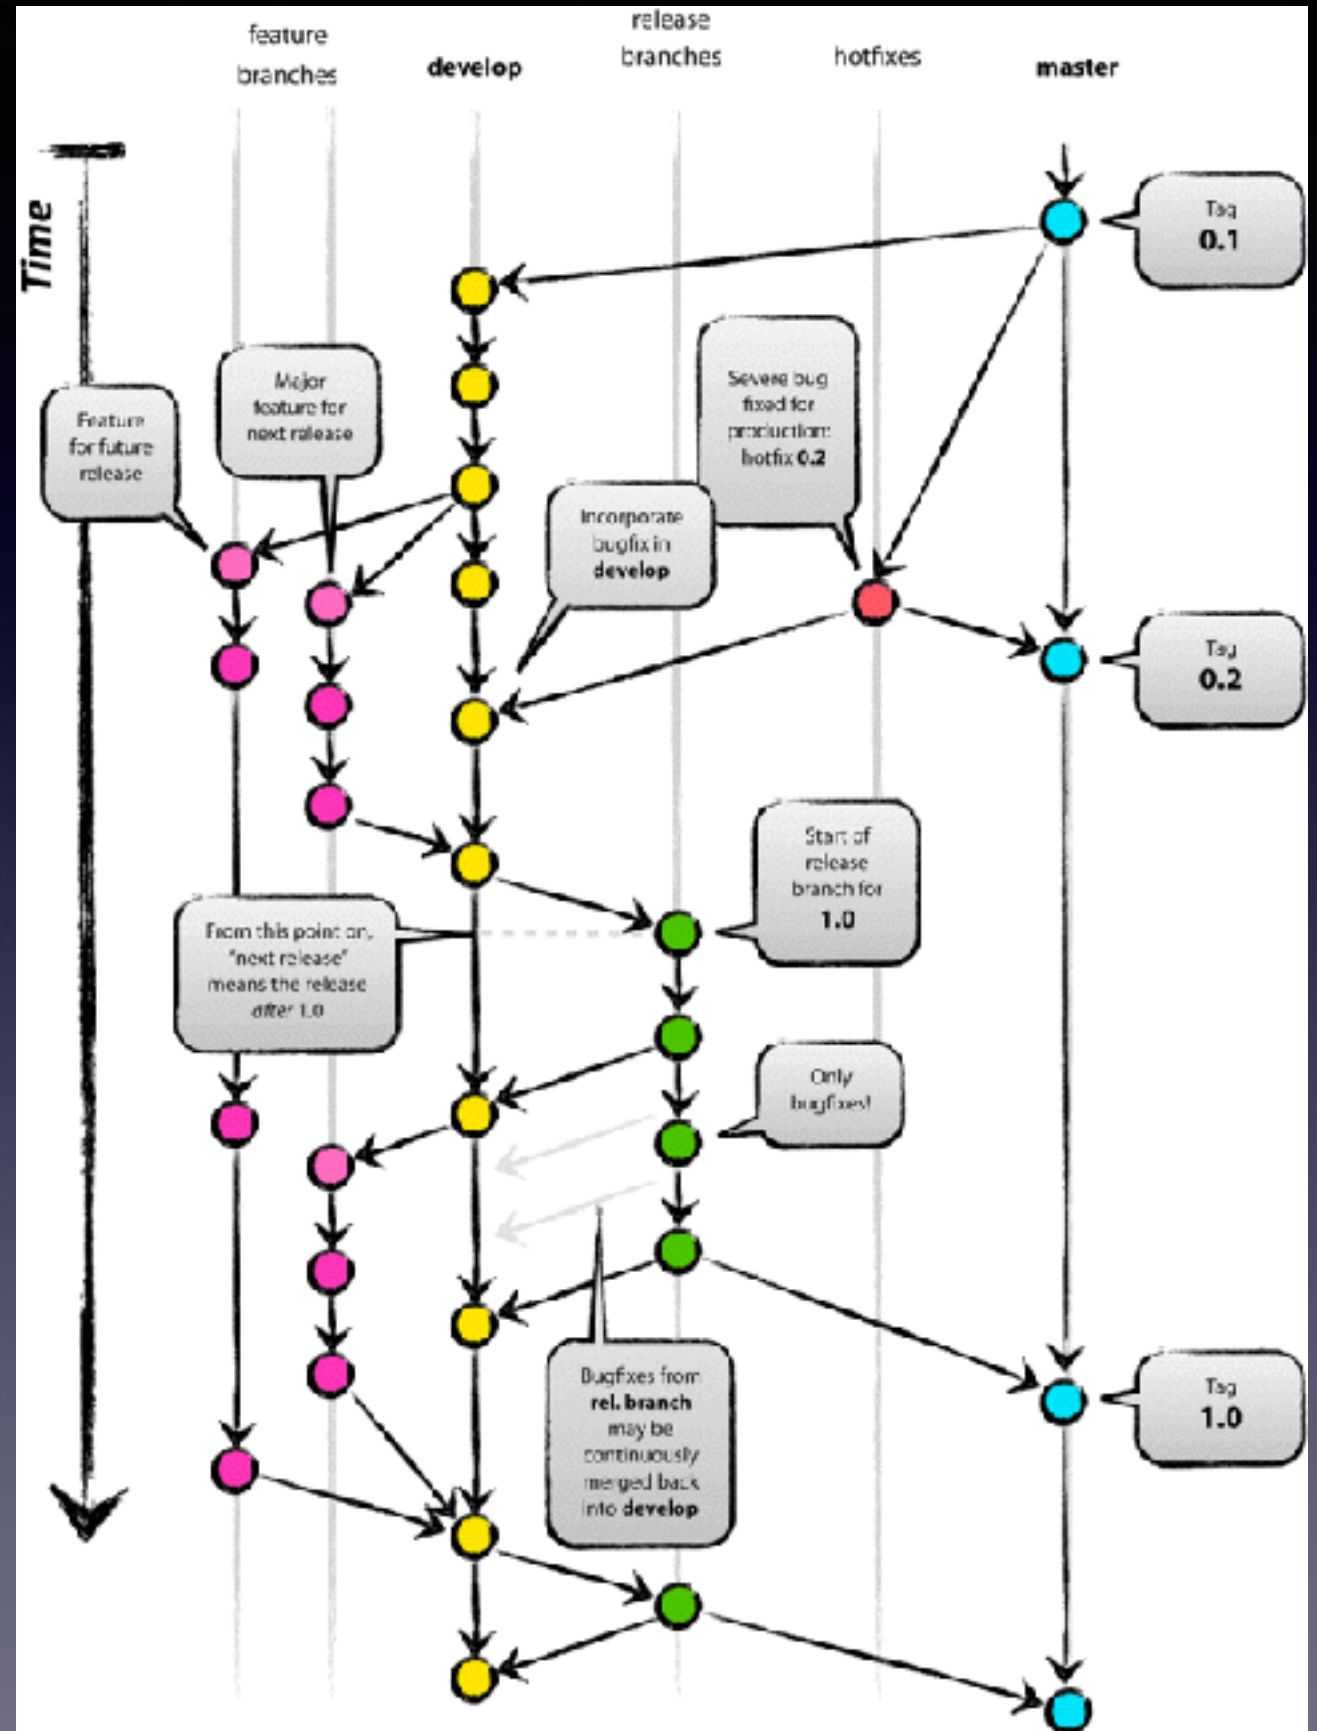 feature
branches
develop
release
branches
hotfixes
master
Time
Tag
0.1
Major
feature for
next release
Severe bug
fixed for
production:
hotfix 0.2
Feature
for future
release
Incorporate
bugfix in
develop
Tag
0.2
Start of
release
branch for
1.0
From this point on,
"next release"
means the release
after 1.0
Only
bugfixes!
Bugfixes from
rel. branch
may be
continuously
merged back
into develop
Tag
1.0